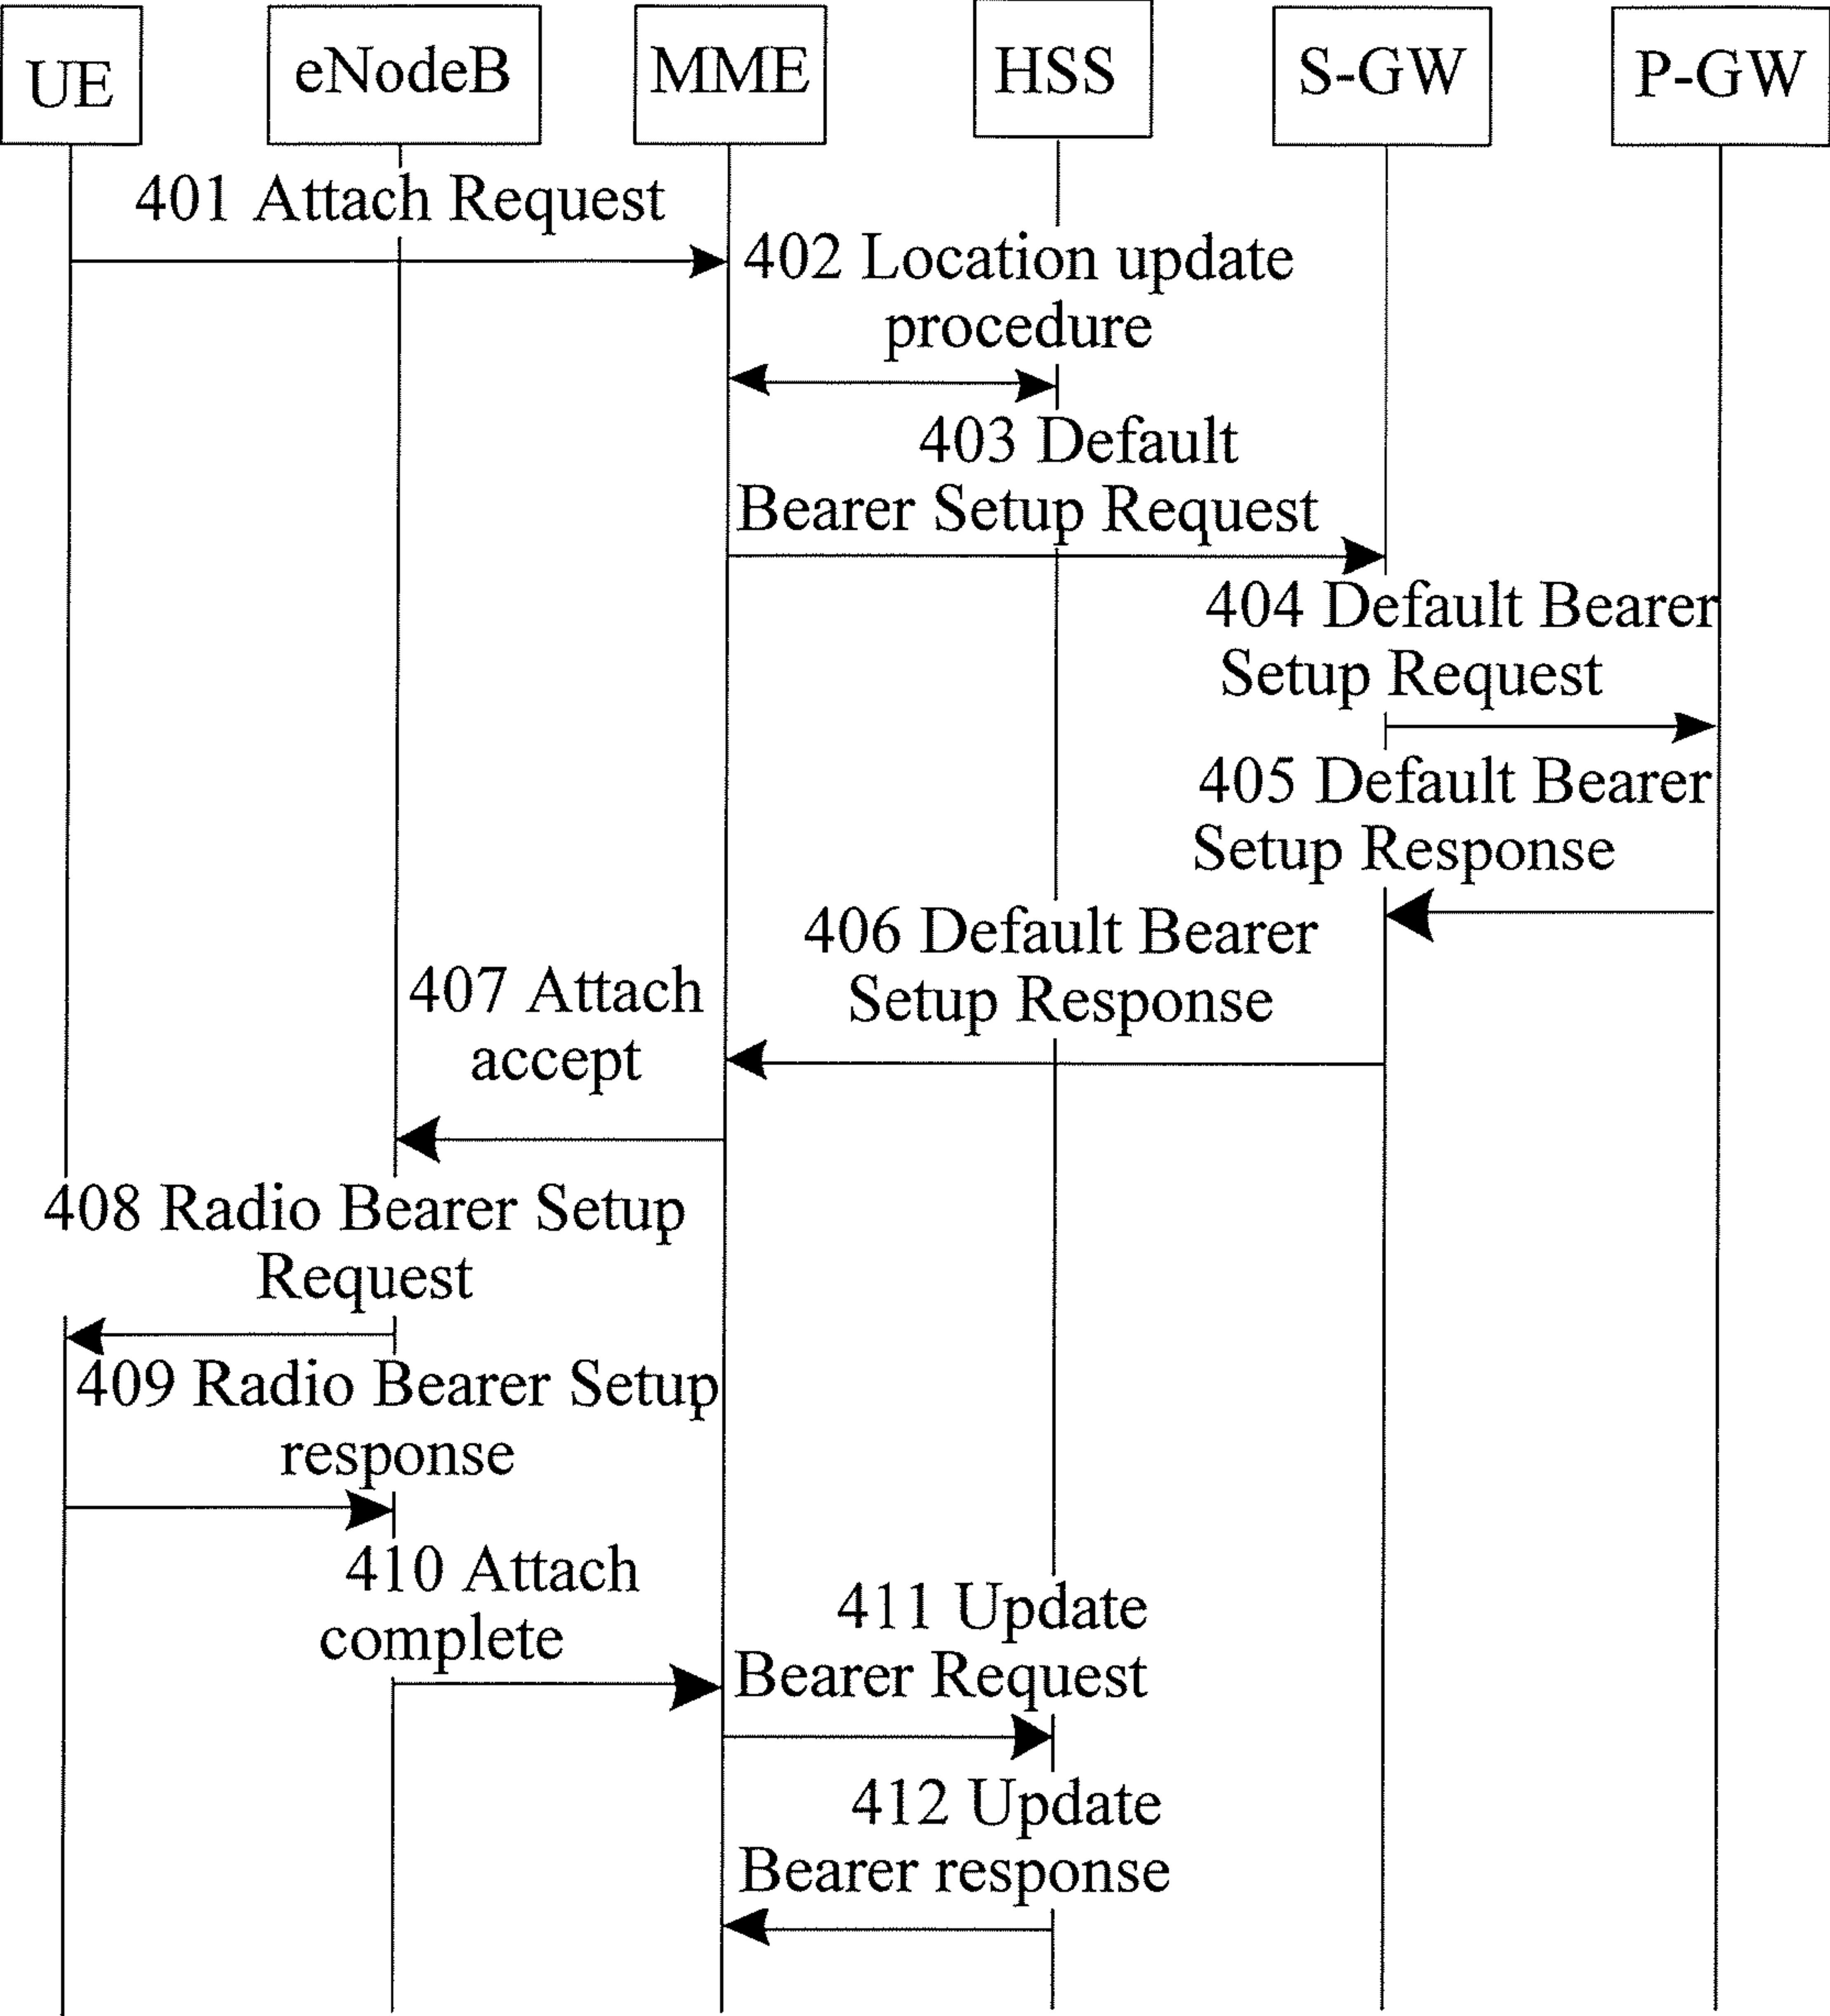 UE
eNodeB
MME
HSS
S-GW
P-GW
401 Attach Request
402 Location update
procedure
403 Default
Bearer Setup Request
404 Default Bearer
Setup Request
405 Default Bearer
Setup Response
406 Default Bearer
Setup Response
407 Attach
accept
408 Radio Bearer Setup
Request
409 Radio Bearer Setup
response
410 Attach
complete
411 Update
Bearer Request
412 Update
Bearer response